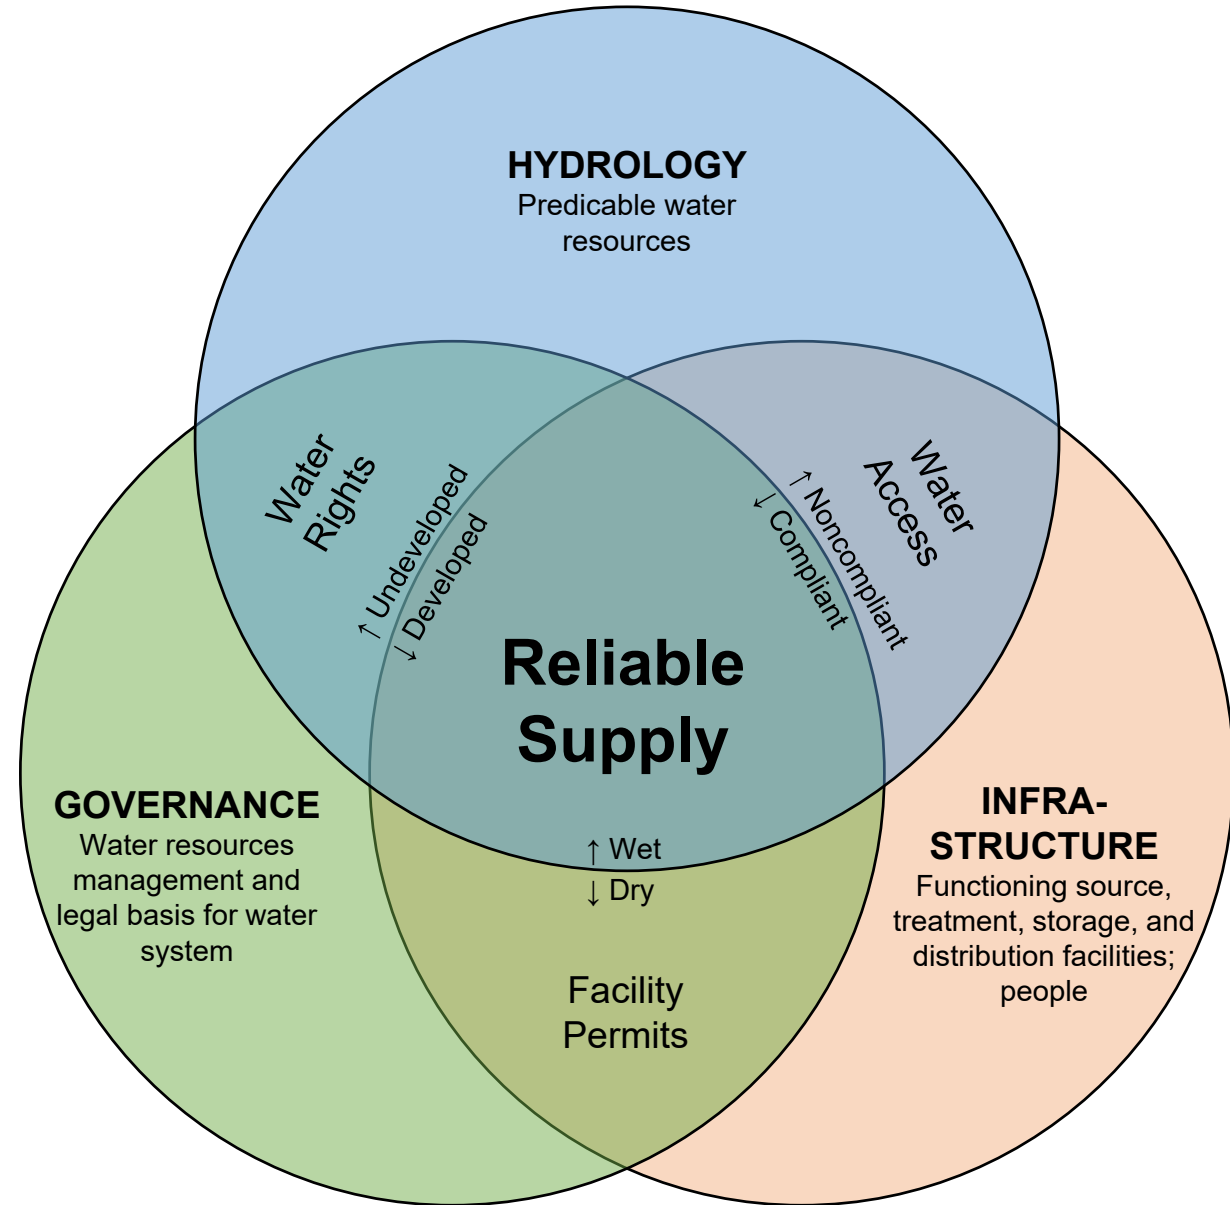 HYDROLOGY
Predicable water
resources
Water
Rights
↑ Undeveloped
↓ Developed
Water
Access
↑ Noncompliant
↓ Compliant
Reliable
Supply
GOVERNANCE
Water resources
management and
legal basis for water
system
INFRA-
STRUCTURE
Functioning source,
treatment, storage, and
distribution facilities;
people
↑ Wet
↓ Dry
Facility
Permits